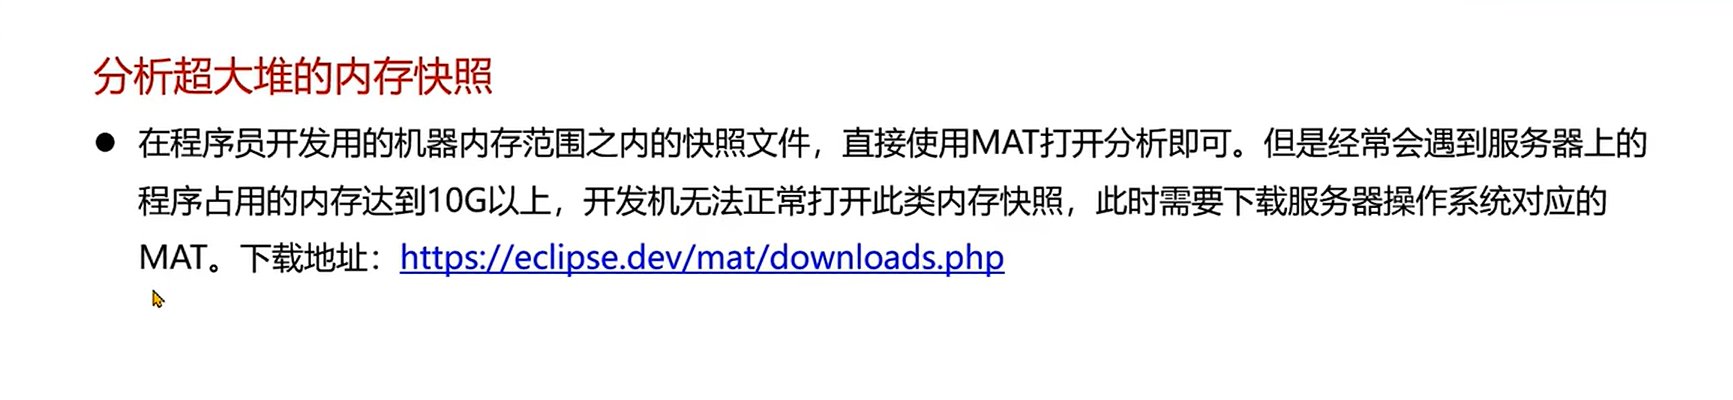 分析超大堆的内存快照
● 在程序员开发用的机器内存范围之内的快照文件，直接使用MAT打开分析即可。但是经常会遇到服务器上的
程序占用的内存达到10G以上，开发机无法正常打开此类内存快照，此时需要下载服务器操作系统对应的
MAT。下载地址：https://eclipse.dev/mat/downloads.php